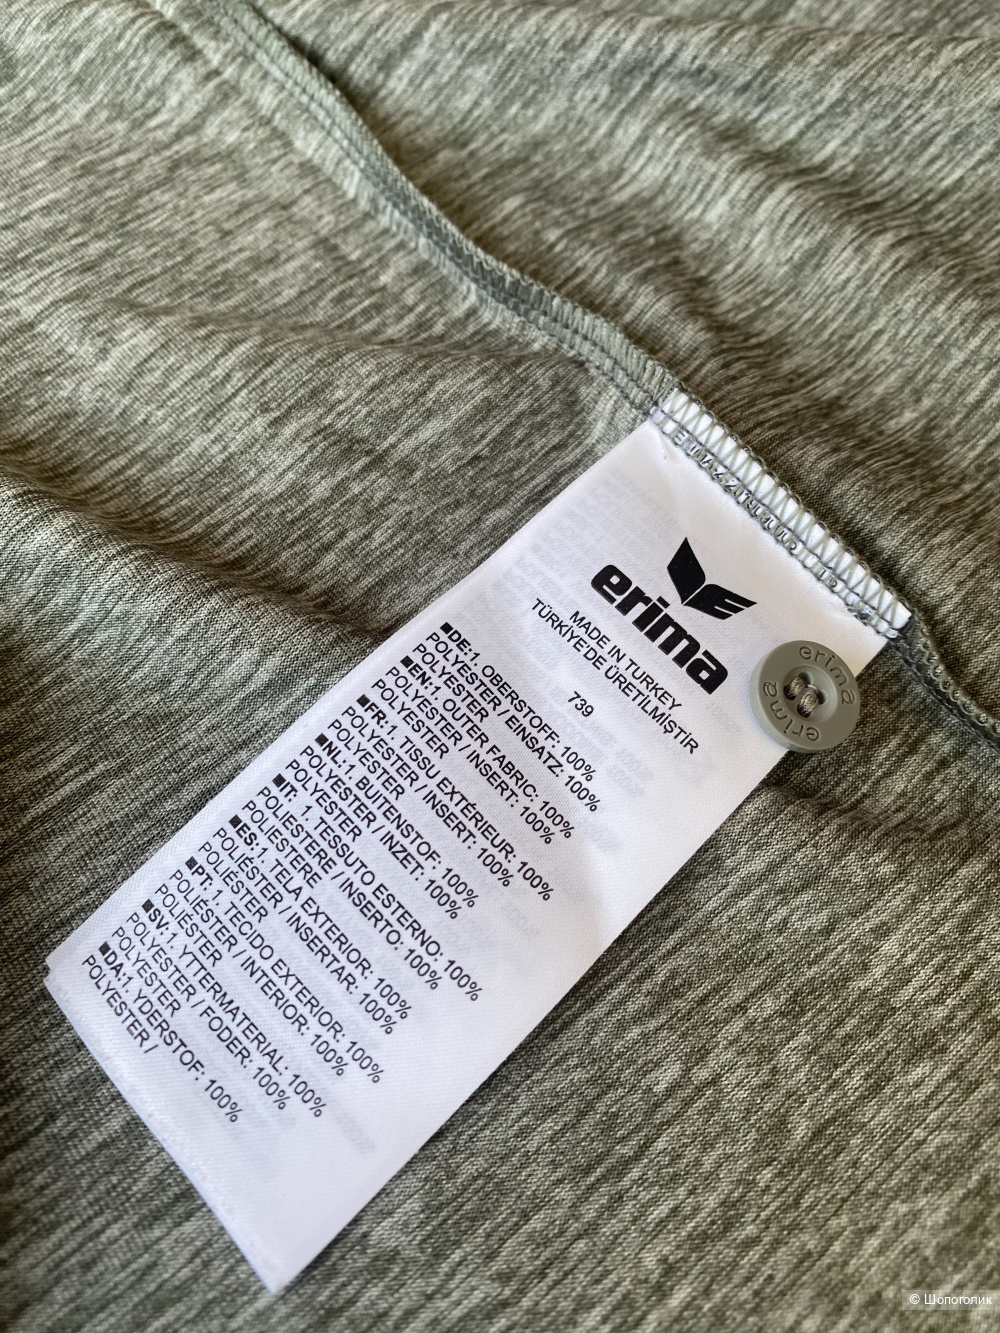 erima
MADE IN TURKEY
TÜRKİYE'DE ÜRETİLMİŞTİR
739
■DE:1. OBERSTOFF: 100%
POLYESTER / EINSATZ: 100%
POLYESTER
■EN:1. OUTER FABRIC: 100%
POLYESTER / INSERT: 100%
POLYESTER
■FR:1. TISSU EXTÉRIEUR: 100%
POLYESTER / INSERT: 100%
POLYESTER
■NL:1. BUITENSTOF: 100%
POLYESTER / INZET: 100%
POLYESTER
■IT: 1. TESSUTO ESTERNO: 100%
POLIESTERE / INSERTO: 100%
POLIESTERE
■ES:1. TELA EXTERIOR: 100%
POLIÉSTER / INSERTAR: 100%
POLIÉSTER
■PT: 1. TECIDO EXTERIOR: 100%
POLIÉSTER / INTERIOR: 100%
POLIÉSTER
■SV:1. YTTERMATERIAL: 100%
POLYESTER / FODER: 100%
POLYESTER
■DA:1. YDERSTOF: 100%
POLYESTER /
erima
erima
erima
© Шопоголик